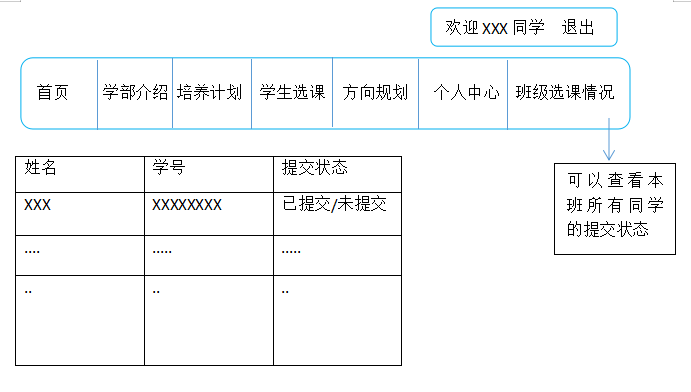 欢迎 XXX 同学 退出
首页 学部介绍 培养计划 学生选课 方向规划 个人中心 班级选课情况
姓名 学号 提交状态
XXX XXXXXXXX 已提交/未提交
.... ..... .....
.. .. ..
可以查看本
班所有同学
的提交状态